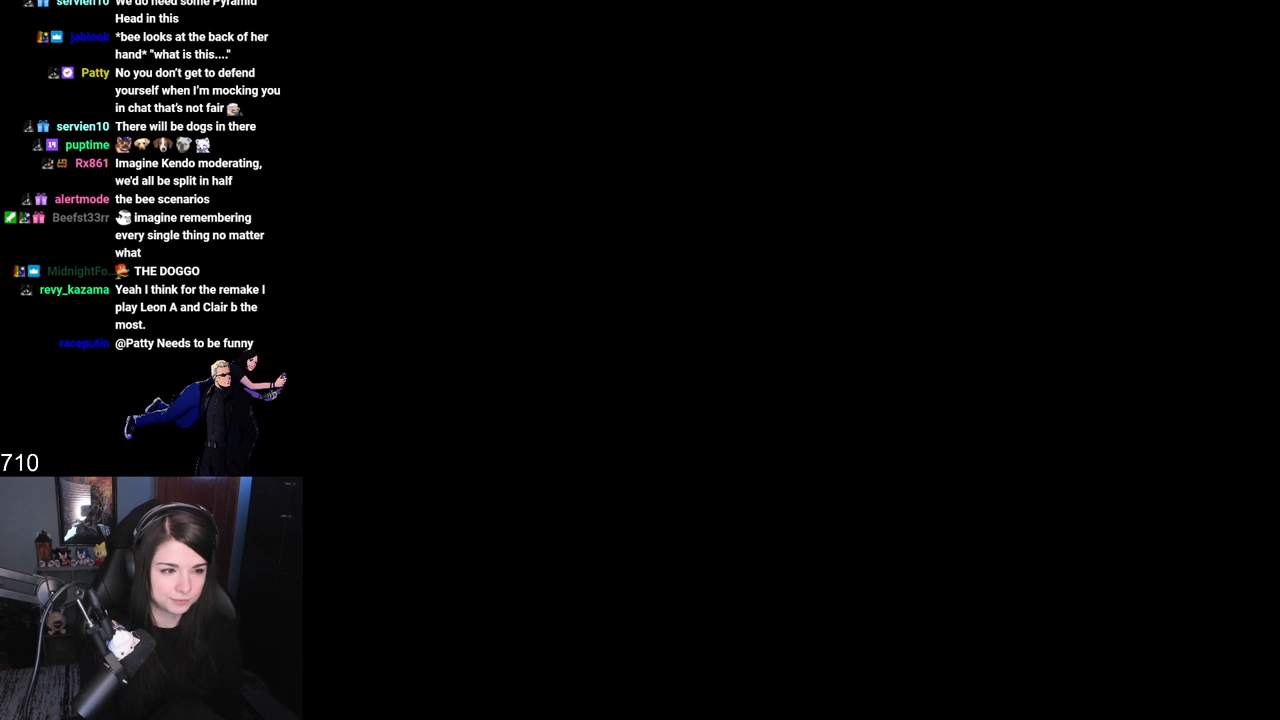 servien10 We do need some Pyramid
Head in this
jablook *bee looks at the back of her
hand* "what is this...."
Patty No you don't get to defend
yourself when I'm mocking you
in chat that's not fair
servien10 There will be dogs in there
puptime
Rx861 Imagine Kendo moderating,
we'd all be split in half
alertmode the bee scenarios
Beefst33rr imagine remembering
every single thing no matter
what
MidnightFo... THE DOGGO
revy_kazama Yeah I think for the remake I
play Leon A and Clair b the
most.
raceputin @Patty Needs to be funny
710